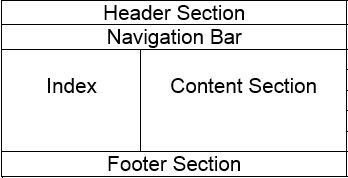 Header Section
Navigation Bar
Index
Content Section
Footer Section